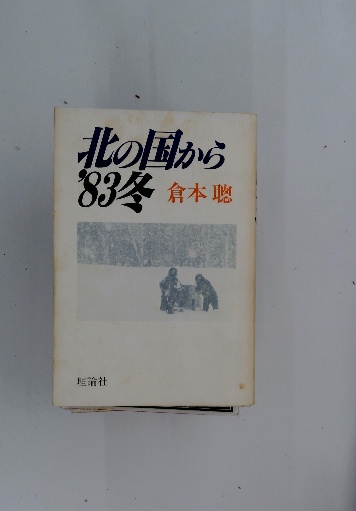 北の国から
'83冬
倉本聰
理論社